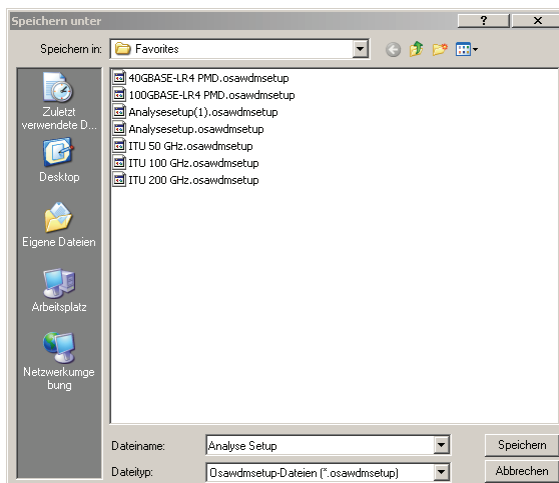 Speichern unter
Speichern in:
Favorites
Zuletzt
verwendete D...
Desktop
Eigene Dateien
Arbeitsplatz
Netzwerkumge
bung
40GBASE-LR4 PMD.osawdmsetup
100GBASE-LR4 PMD.osawdmsetup
Analysesetup(1).osawdmsetup
Analysesetup.osawdmsetup
ITU 50 GHz.osawdmsetup
ITU 100 GHz.osawdmsetup
ITU 200 GHz.osawdmsetup
Dateiname:
Analyse Setup
Speichern
Dateityp:
Osawdmsetup-Dateien (*.osawdmsetup)
Abbrechen